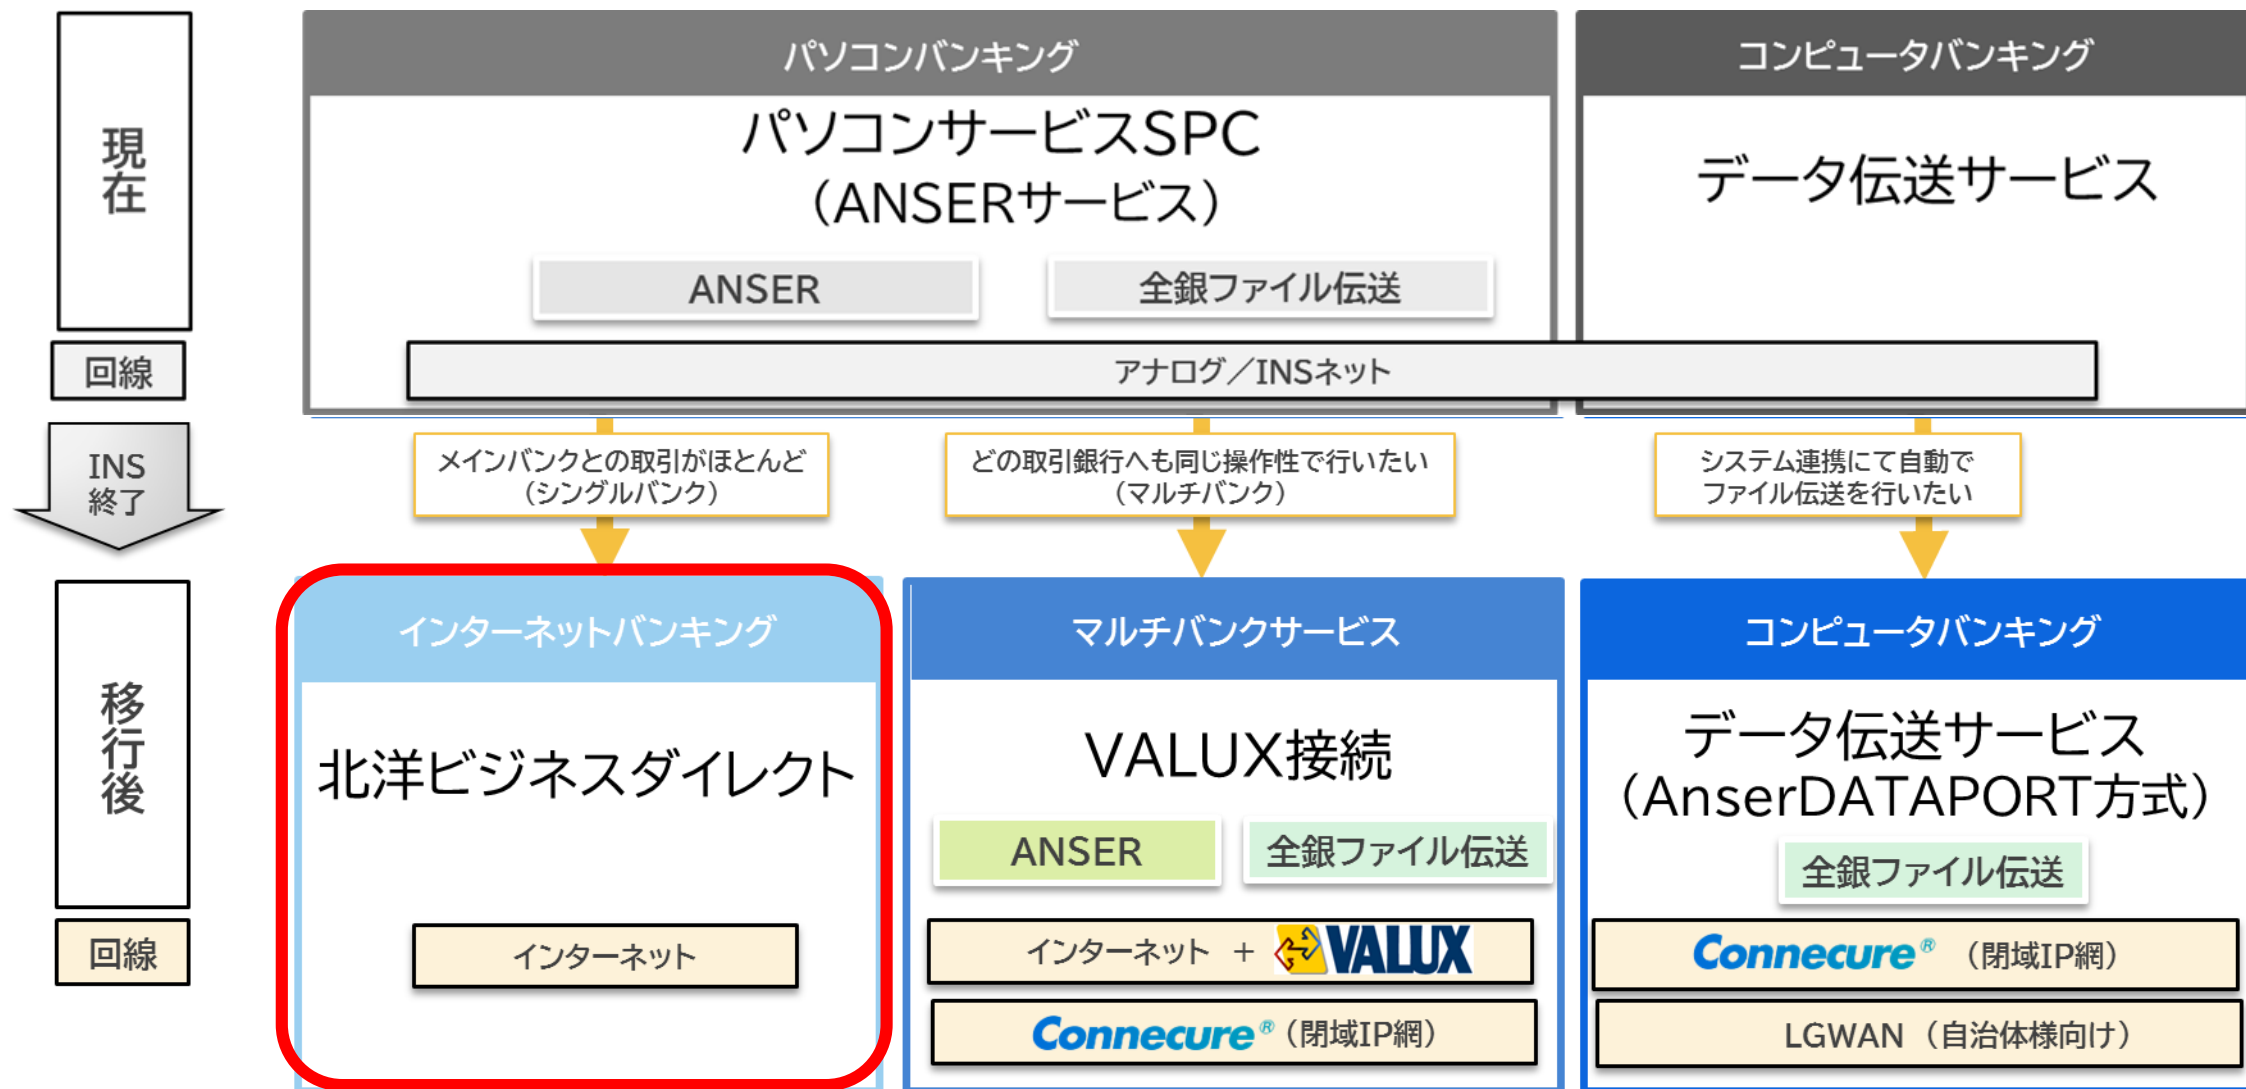 現在
パソコンバンキング
パソコンサービスSPC
（ANSERサービス）
ANSER
全銀ファイル伝送
コンピュータバンキング
データ伝送サービス
回線
アナログ／INSネット
INS
終了
メインバンクとの取引がほとんど
（シングルバンク）
どの取引銀行へも同じ操作性で行いたい
（マルチバンク）
システム連携にて自動で
ファイル伝送を行いたい
移行後
インターネットバンキング
北洋ビジネスダイレクト
マルチバンクサービス
VALUX接続
ANSER
全銀ファイル伝送
コンピュータバンキング
データ伝送サービス
（AnserDATAPORT方式）
全銀ファイル伝送
回線
インターネット
インターネット + VALUX
Connecure®（閉域IP網）
Connecure®（閉域IP網）
LGWAN（自治体様向け）